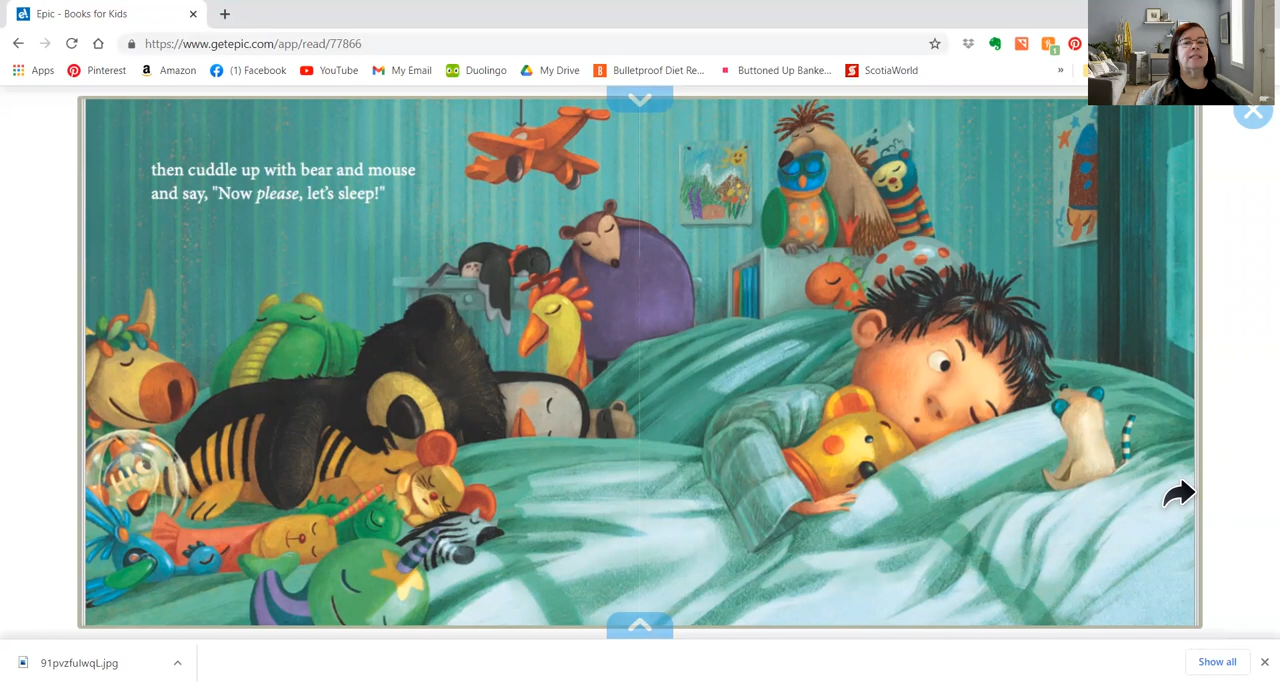 Epic - Books for Kids
https://www.getepic.com/app/read/77866
1
Apps Pinterest Amazon (1) Facebook YouTube My Email Duolingo My Drive Bulletproof Diet Re... Buttoned Up Banke... ScotiaWorld »
then cuddle up with bear and mouse
and say, "Now please, let's sleep!"
91pvzfulwqL.jpg
Show all